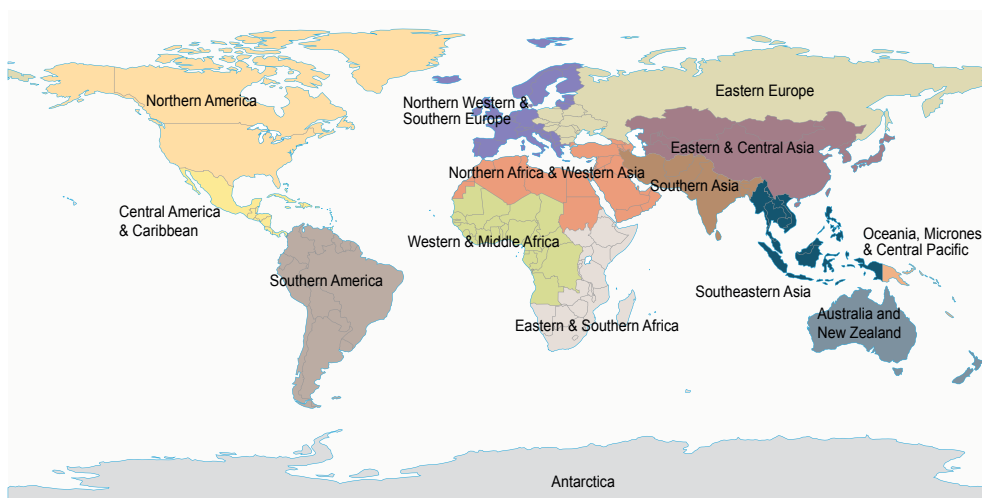 Northern America
Northern Western &
Southern Europe
Eastern Europe
Eastern & Central Asia
Northern Africa & Western Asia
Southern Asia
Central America
& Caribbean
Western & Middle Africa
Oceania, Micrones
& Central Pacific
Southern America
Southeastern Asia
Eastern & Southern Africa
Australia and
New Zealand
Antarctica